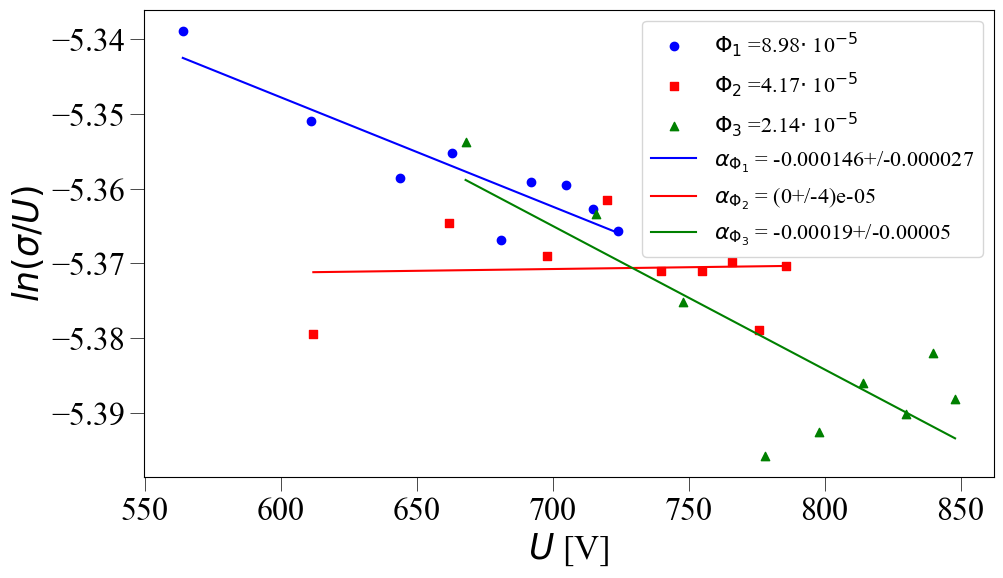 −5.34
−5.35
−5.36
−5.37
−5.38
−5.39
ln(σ/U)
550 600 650 700 750 800 850
U [V]
Φ₁ =8.98· 10⁻⁵
Φ₂ =4.17· 10⁻⁵
Φ₃ =2.14· 10⁻⁵
α_Φ₁ = -0.000146+/-0.000027
α_Φ₂ = (0+/-4)e-05
α_Φ₃ = -0.00019+/-0.00005